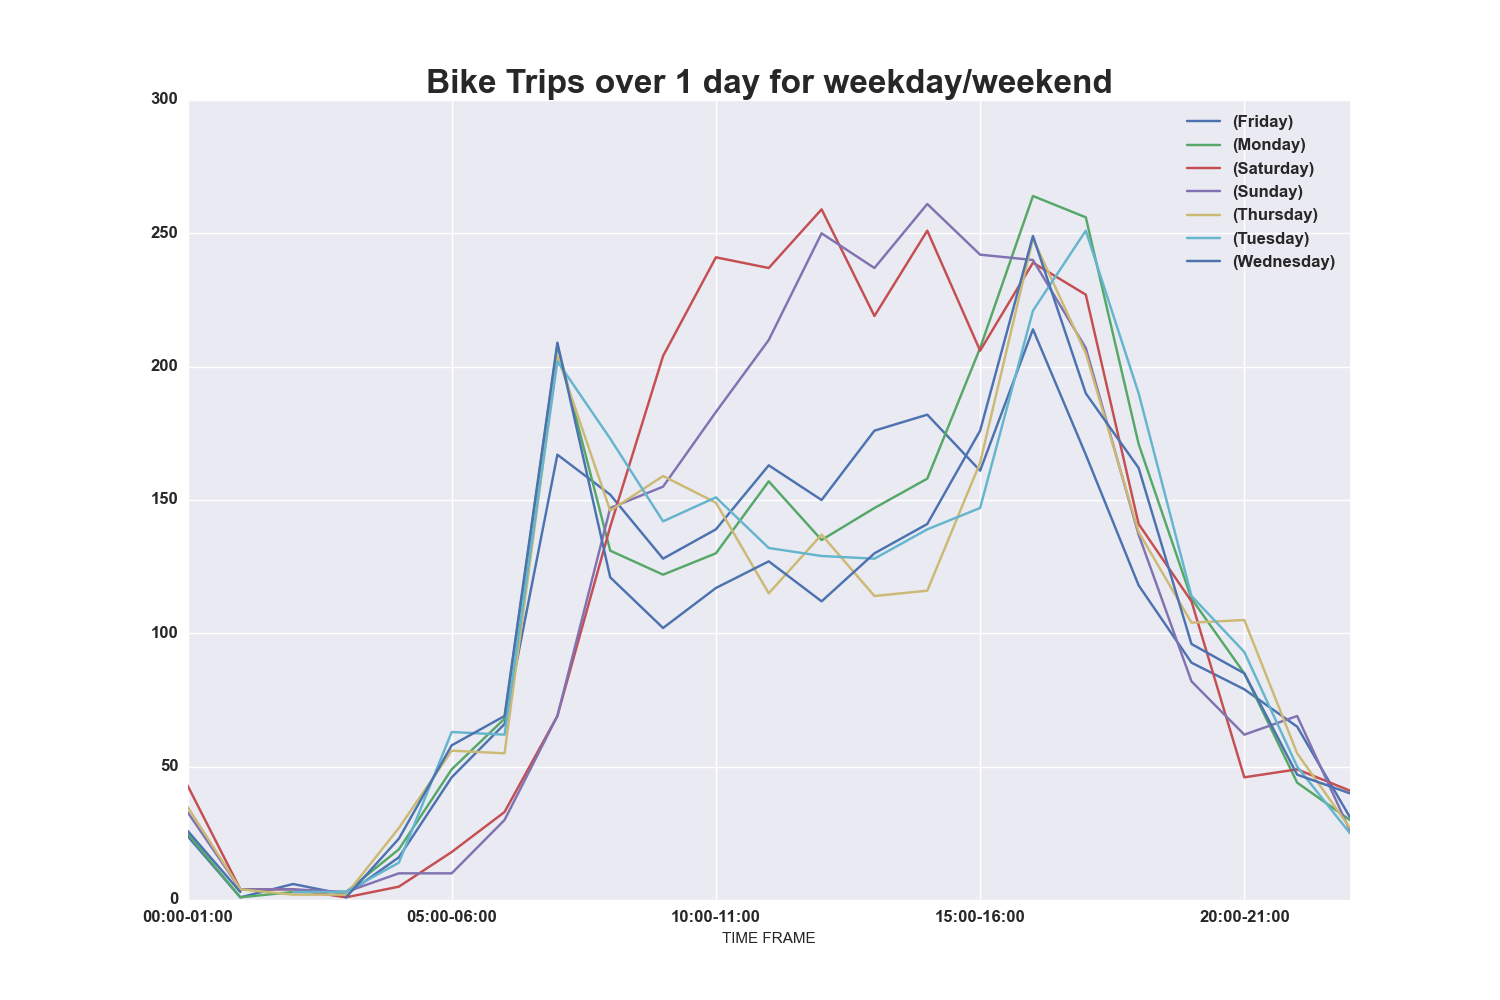 Bike Trips over 1 day for weekday/weekend
300
250
200
150
100
50
0
(Friday)
(Monday)
(Saturday)
(Sunday)
(Thursday)
(Tuesday)
(Wednesday)
00:00-01:00 05:00-06:00 10:00-11:00 15:00-16:00 20:00-21:00
TIME FRAME